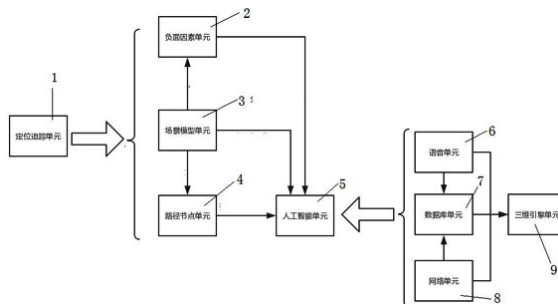 2
负面因素单元
1
定位追踪单元
3
场景模型单元
4
路径节点单元
5
人工智能单元
6
语音单元
7
数据库单元
三维引擎单元
9
网络单元
8